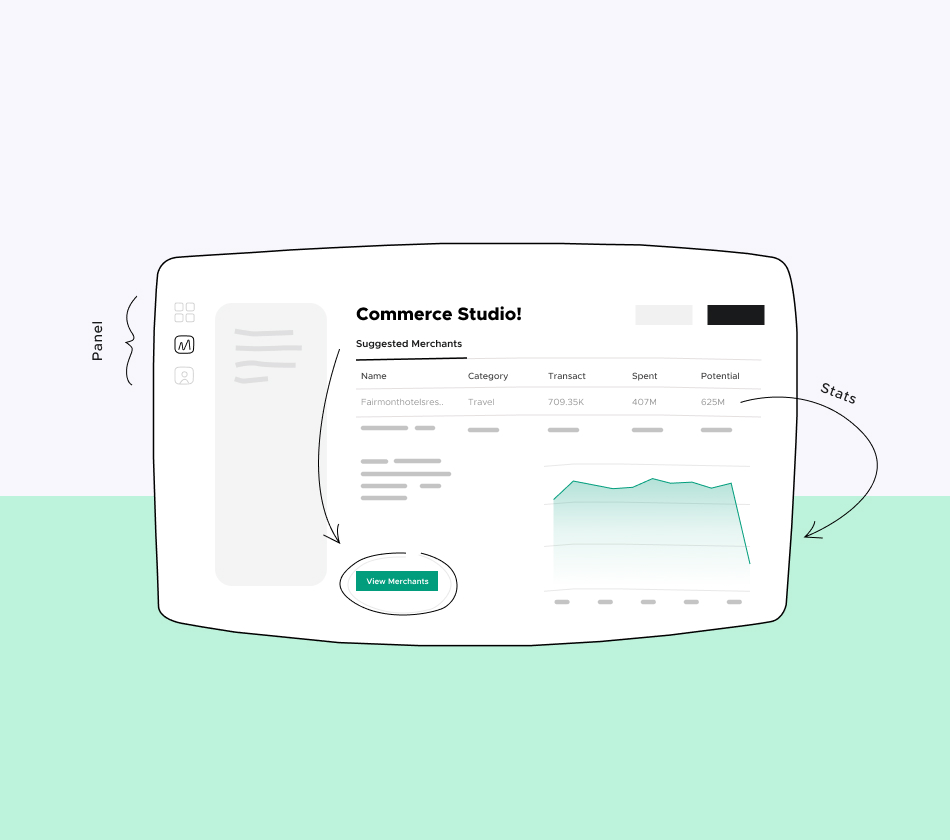 Panel
Commerce Studio!
Suggested Merchants
Name Category Transact Spent Potential
Fairmonthotelsres.. Travel 709.35K 407M 625M
Stats
View Merchants